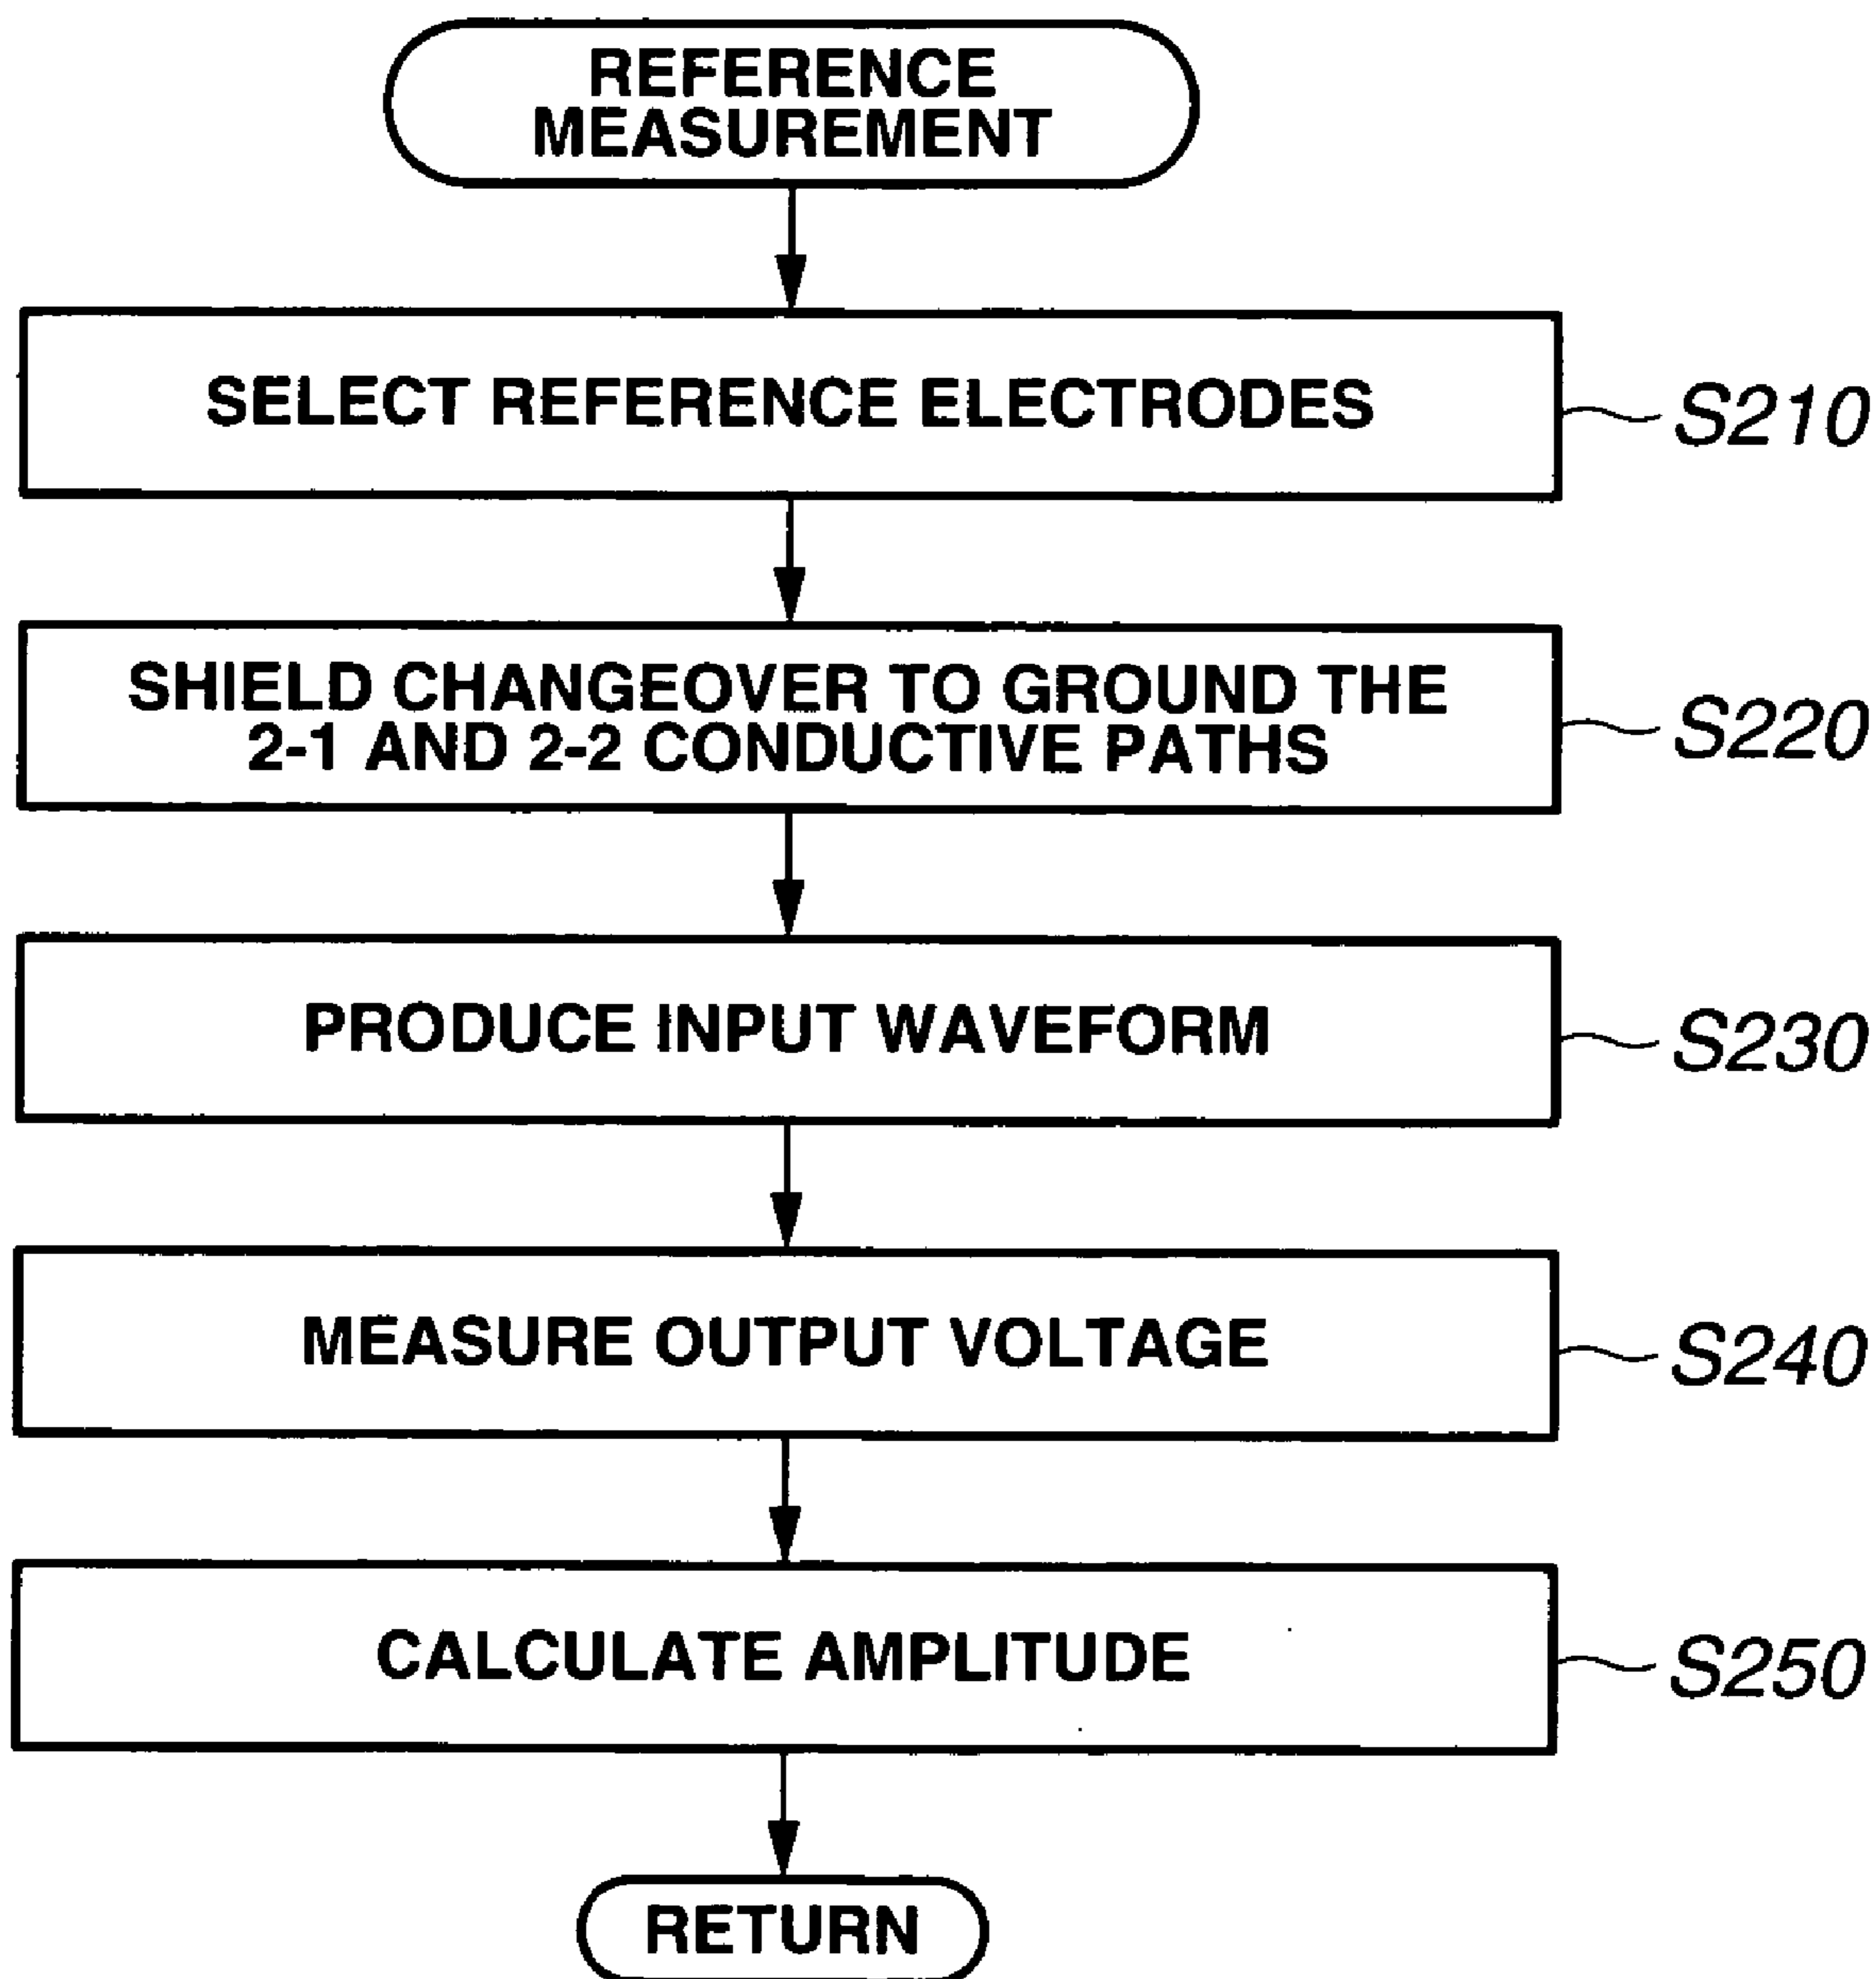 REFERENCE
MEASUREMENT
SELECT REFERENCE ELECTRODES
S210
SHIELD CHANGEOVER TO GROUND THE
2-1 AND 2-2 CONDUCTIVE PATHS
S220
PRODUCE INPUT WAVEFORM
S230
MEASURE OUTPUT VOLTAGE
S240
CALCULATE AMPLITUDE
S250
RETURN